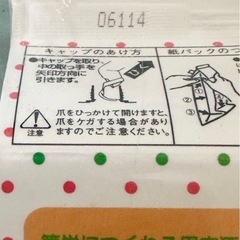 06114
キャップのあけ方
紙パックのつ
●キャップを取り
中の取っ手を
矢印方向に
引きます。
注意
爪をひっかけて開けますと、
爪をケガする場合があり
ますのでご注意ください。